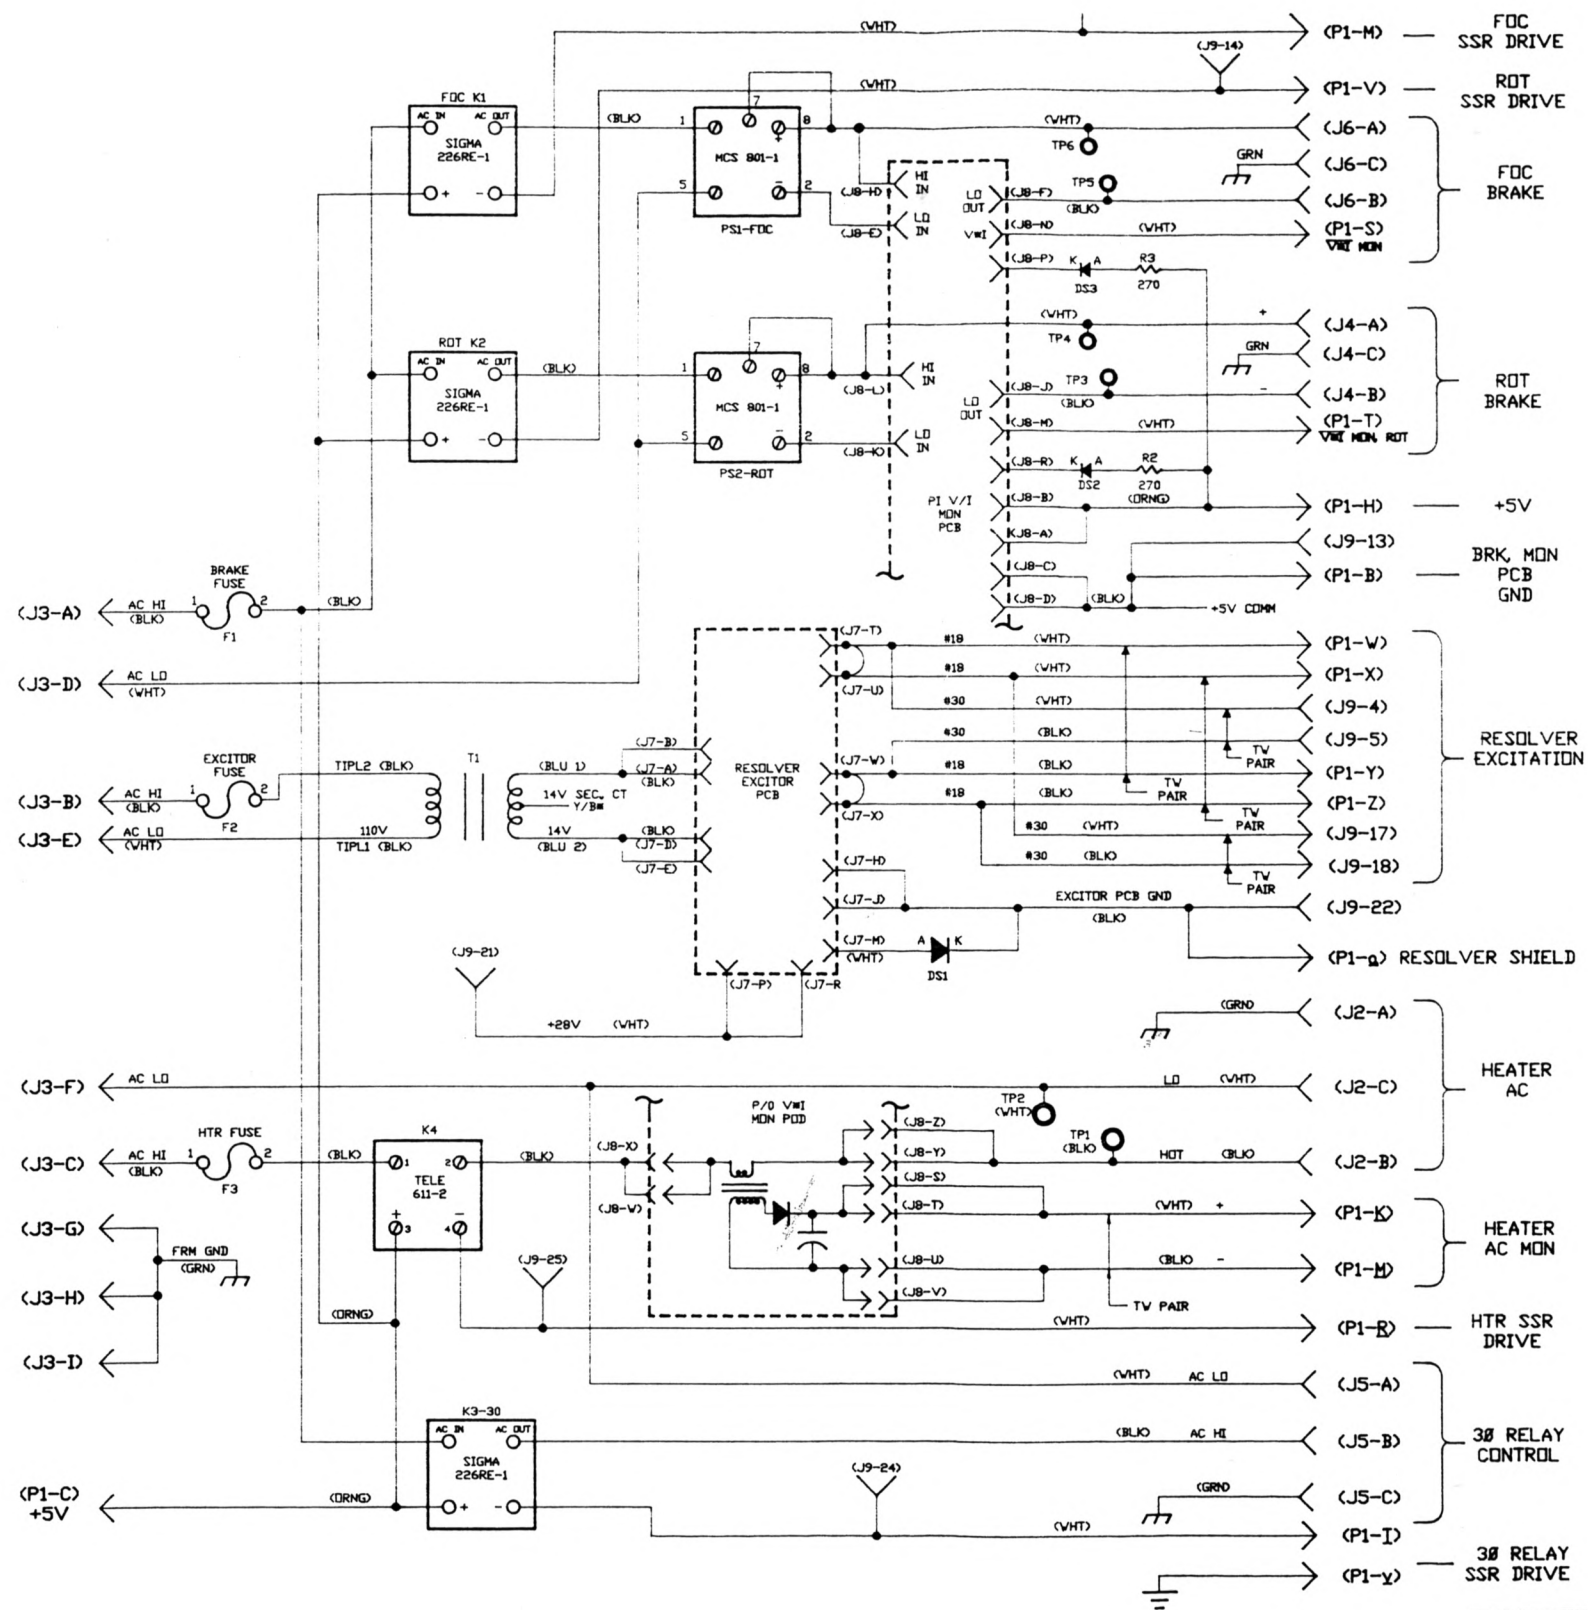 (WHT)
(P1-M)
FOC
SSR DRIVE
(J9-14)
(WHT)
(P1-V)
ROT
SSR DRIVE
FOC K1
AC IN
AC OUT
SIGMA
226RE-1
+
-
(BLK)
1
7
8
+
MCS 801-1
5
-
2
PS1-FOC
(WHT)
TP6
(J6-A)
GRN
(J6-C)
FOC
BRAKE
(J8-H)
HI
IN
LO
OUT
(J8-F)
TP5
(BLK)
(J6-B)
(J8-E)
LO
IN
V*I
(J8-N)
(WHT)
(P1-S)
V*I MON
(J8-P)
K
A
DS3
R3
270
ROT K2
AC IN
AC OUT
SIGMA
226RE-1
+
-
(BLK)
1
7
8
+
MCS 801-1
5
-
2
PS2-ROT
(WHT)
TP4
+
(J4-A)
GRN
(J4-C)
ROT
BRAKE
(J8-L)
HI
IN
LO
OUT
(J8-J)
TP3
(BLK)
-
(J4-B)
(J8-M)
(WHT)
(P1-T)
V*I MON, ROT
(J8-K)
LO
IN
(J8-R)
K
A
DS2
R2
270
PI V/I
MON
PCB
(J8-B)
(ORNG)
(P1-H)
+5V
(J8-A)
(J9-13)
(J8-C)
(P1-B)
BRK, MON
PCB
GND
(J8-D)
(BLK)
+5V COMM
BRAKE
FUSE
(J3-A)
AC HI
(BLK)
1
2
F1
(BLK)
(J3-D)
AC LO
(WHT)
(J7-T)
#18
(WHT)
(P1-W)
(J7-U)
#18
(WHT)
(P1-X)
#30
(WHT)
(J9-4)
#30
(BLK)
(J9-5)
TW
PAIR
RESOLVER
EXCITATION
EXCITOR
FUSE
(J3-B)
AC HI
(BLK)
1
2
F2
(J3-E)
AC LO
(WHT)
TIPL2 (BLK)
110V
TIPL1 (BLK)
T1
(BLU 1)
14V SEC, CT
Y/B*
14V
(BLU 2)
(J7-B)
(J7-A)
(BLK)
(BLK)
(J7-D)
(J7-E)
RESOLVER
EXCITOR
PCB
(J7-W)
#18
(BLK)
(P1-Y)
TW
PAIR
(J7-X)
#18
(BLK)
(P1-Z)
TW
PAIR
#30
(WHT)
(J9-17)
#30
(BLK)
(J9-18)
TW
PAIR
(J7-H)
(J7-J)
EXCITOR PCB GND
(BLK)
(J9-22)
(J7-M)
(WHT)
A
K
DS1
(P1-a) RESOLVER SHIELD
(J9-21)
(J7-P)
(J7-R
+28V
(WHT)
(GRN)
(J2-A)
HEATER
AC
(J3-F)
AC LO
TP2
(WHT)
LO
(WHT)
(J2-C)
HTR FUSE
(J3-C)
AC HI
(BLK)
1
2
F3
(BLK)
K4
1
2
TELE
611-2
+
3
-
4
(BLK)
(J8-X)
(J8-W)
P/O V*I
MON POD
(J8-Z)
(J8-Y)
TP1
(BLK)
HOT
(BLK)
(J2-B)
(J8-S)
(J8-T)
(WHT)
+
(P1-K)
HEATER
AC MON
(J8-U)
(BLK)
-
(P1-M)
(J8-V)
TW PAIR
(J3-G)
FRM GND
(GRN)
(J3-H)
(J3-I)
(ORNG)
(J9-25)
(WHT)
(P1-R)
HTR SSR
DRIVE
(WHT)
AC LO
(J5-A)
K3-30
AC IN
AC OUT
SIGMA
226RE-1
+
-
(BLK)
AC HI
(J5-B)
3Ø RELAY
CONTROL
(P1-C)
+5V
(ORNG)
(J9-24)
(GRN)
(J5-C)
(WHT)
(P1-I)
3Ø RELAY
SSR DRIVE
(P1-v)